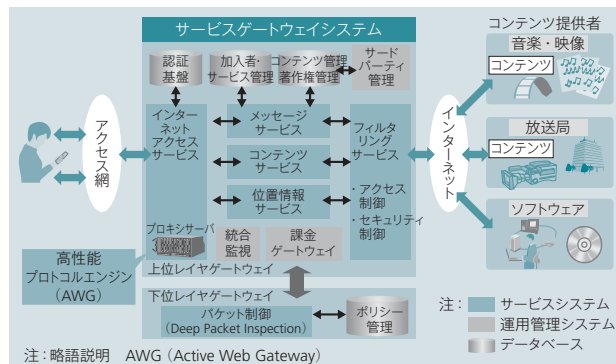 サービスゲートウェイシステム
コンテンツ提供者
認証
基盤
加入者・
サービス管理
コンテンツ管理
著作権管理
サード
パーティ
管理
音楽・映像
コンテンツ
アクセス網
インター
ネット
アクセス
サービス
メッセージ
サービス
コンテンツ
サービス
位置情報
サービス
フィルタ
リング
サービス
・アクセス
制御
・セキュリティ
制御
インターネット
放送局
コンテンツ
ソフトウェア
プロキシサーバ
統合
監視
課金
ゲートウェイ
高性能
プロトコルエンジン
(AWG)
上位レイヤゲートウェイ
下位レイヤゲートウェイ
パケット制御
(Deep Packet Inspection)
ポリシー
管理
注:
サービスシステム
運用管理システム
データベース
注:略語説明 AWG(Active Web Gateway)